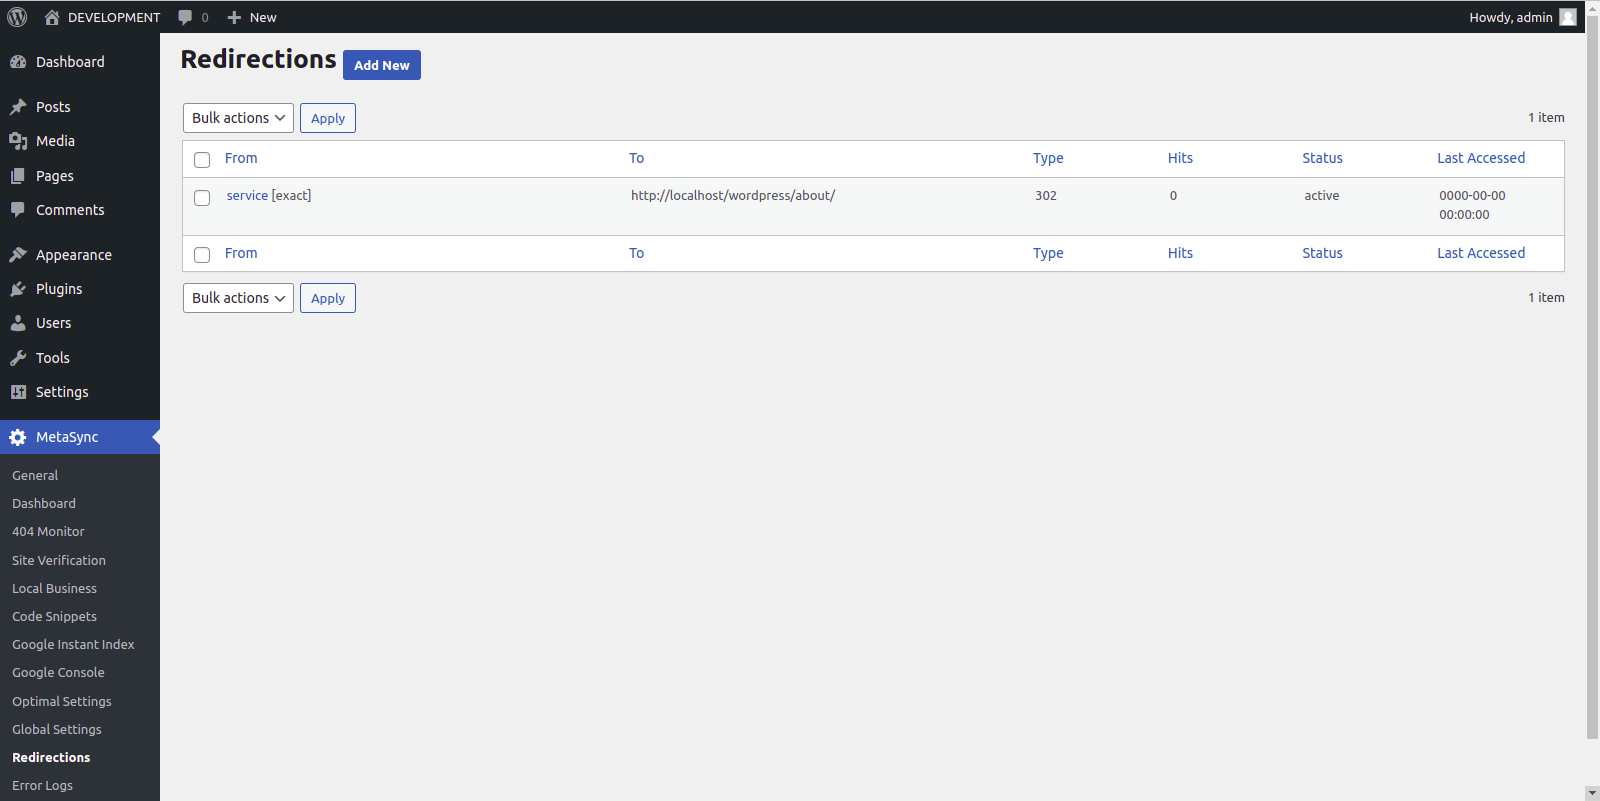 DEVELOPMENT 0 New Howdy, admin
Dashboard
Posts
Media
Pages
Comments
Appearance
Plugins
Users
Tools
Settings
MetaSync
General
Dashboard
404 Monitor
Site Verification
Local Business
Code Snippets
Google Instant Index
Google Console
Optimal Settings
Global Settings
Redirections
Error Logs
Redirections Add New
Bulk actions Apply 1 item
From To Type Hits Status Last Accessed
service [exact] http://localhost/wordpress/about/ 302 0 active 0000-00-00
00:00:00
From To Type Hits Status Last Accessed
Bulk actions Apply 1 item